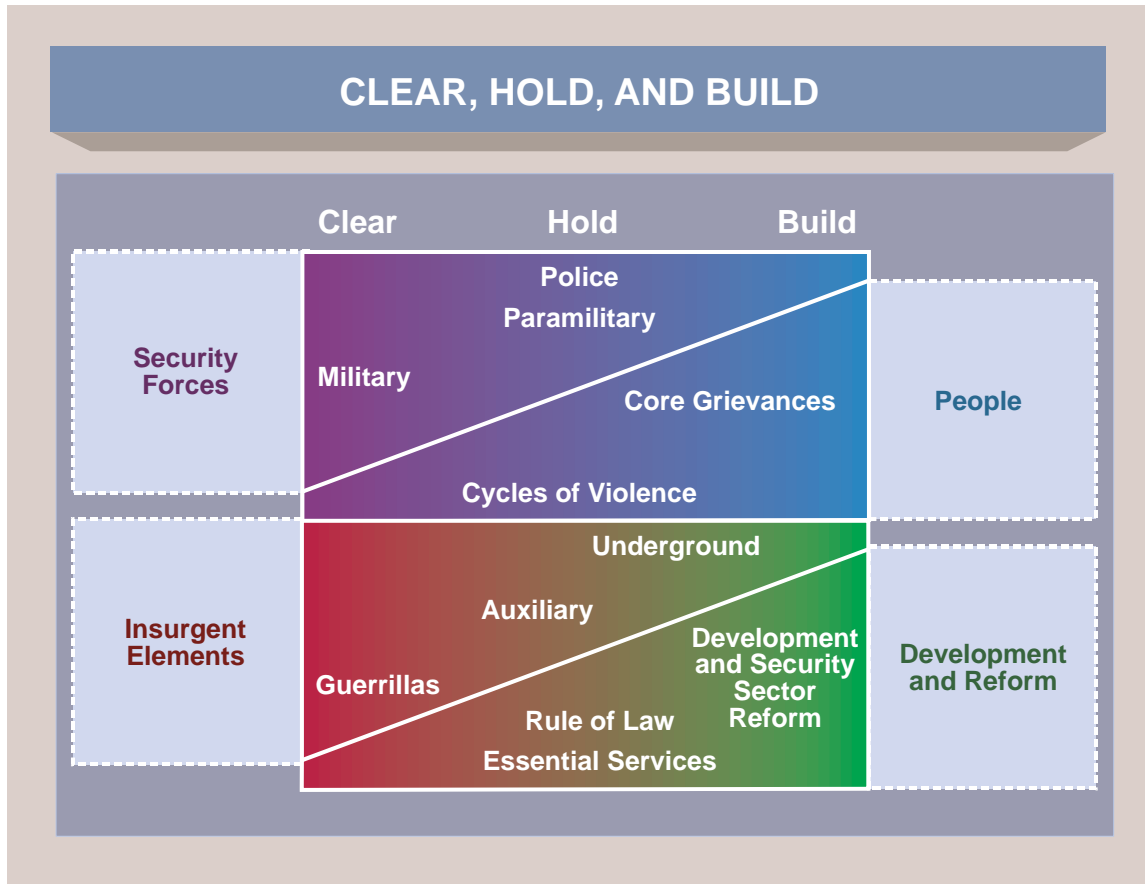 CLEAR, HOLD, AND BUILD
Clear
Hold
Build
Security
Forces
Police
Paramilitary
Military
Core Grievances
Cycles of Violence
People
Insurgent
Elements
Underground
Auxiliary
Guerrillas
Development
and Security
Sector
Reform
Rule of Law
Essential Services
Development
and Reform